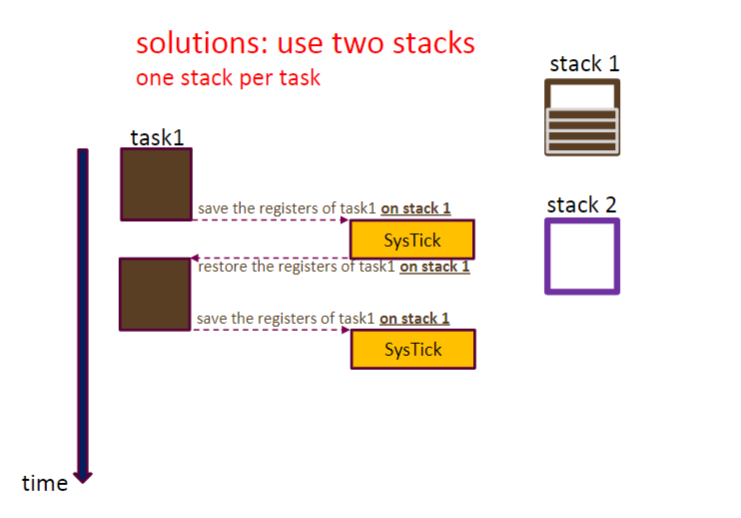 solutions: use two stacks
one stack per task
stack 1
task1
save the registers of task1 on stack 1
stack 2
SysTick
restore the registers of task1 on stack 1
save the registers of task1 on stack 1
SysTick
time